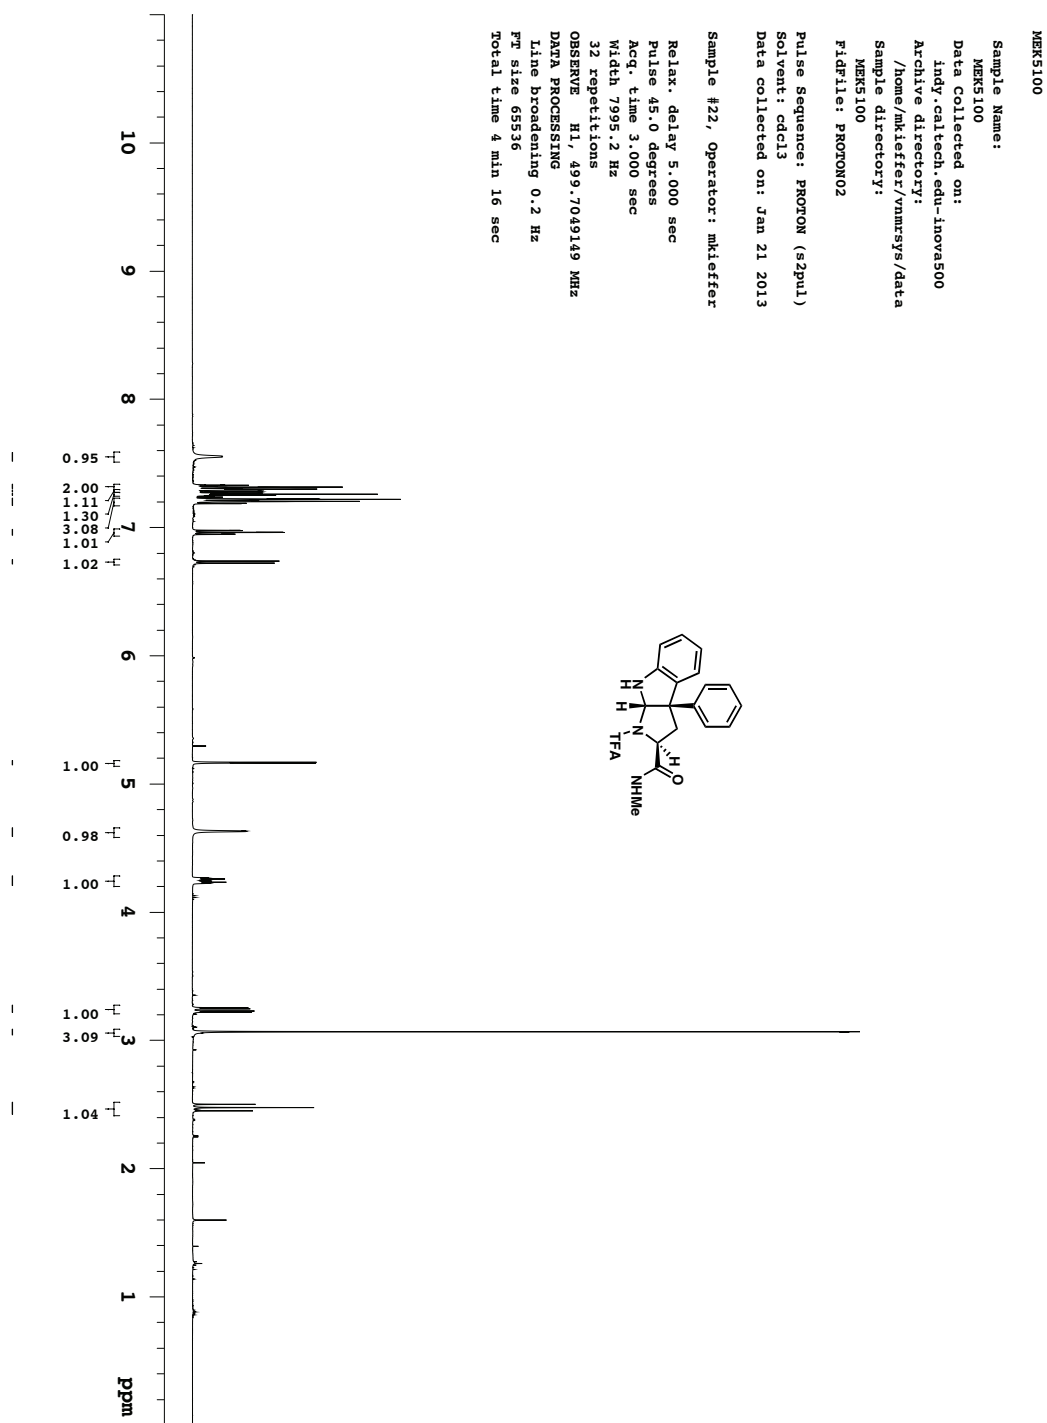 MEK5100
Sample Name:
MEK5100
Data Collected on:
indy.caltech.edu-inova500
Archive directory:
/home/mkieffer/vnmrsys/data
Sample directory:
MEK5100
FidFile: PROTON02
Pulse Sequence: PROTON (s2pul)
Solvent: cdcl3
Data collected on: Jan 21 2013
Sample #22, Operator: mkieffer
Relax. delay 5.000 sec
Pulse 45.0 degrees
Acq. time 3.000 sec
Width 7995.2 Hz
32 repetitions
OBSERVE H1, 499.7049149 MHz
DATA PROCESSING
Line broadening 0.2 Hz
FT size 65536
Total time 4 min 16 sec
N
H
H
N
TFA
H
O
NHMe
10 9 8 7 6 5 4 3 2 1 ppm
0.95
2.00
1.11
1.30
3.08
1.01
1.02
1.00
0.98
1.00
1.00
3.09
1.04